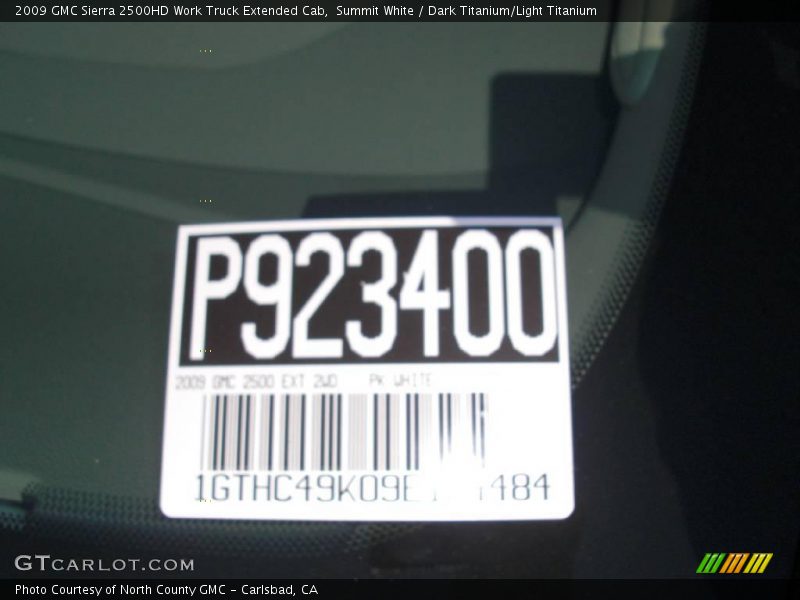 2009 GMC Sierra 2500HD Work Truck Extended Cab,  Summit White / Dark Titanium/Light Titanium
P923400
2009 GMC 2500 EXT 2WD PK WHITE
GTCARLOT.COM
Photo Courtesy of North County GMC - Carlsbad, CA